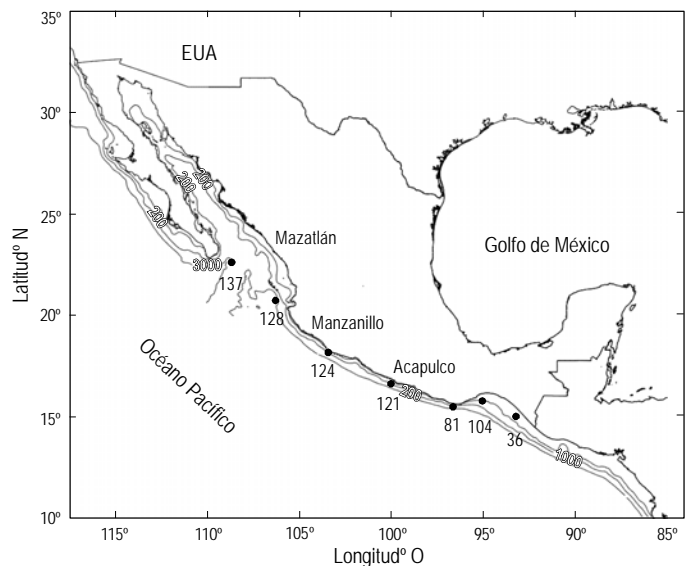 35º
EUA
30º
200
200
200
25º
Mazatlán
Golfo de México
3000
137
Latitudº N
20º
128
Manzanillo
124
Océano Pacífico
Acapulco
200
121
15º
81
104
36
1000
10º
115º
110º
105º
100º
95º
90º
85º
Longitudº O